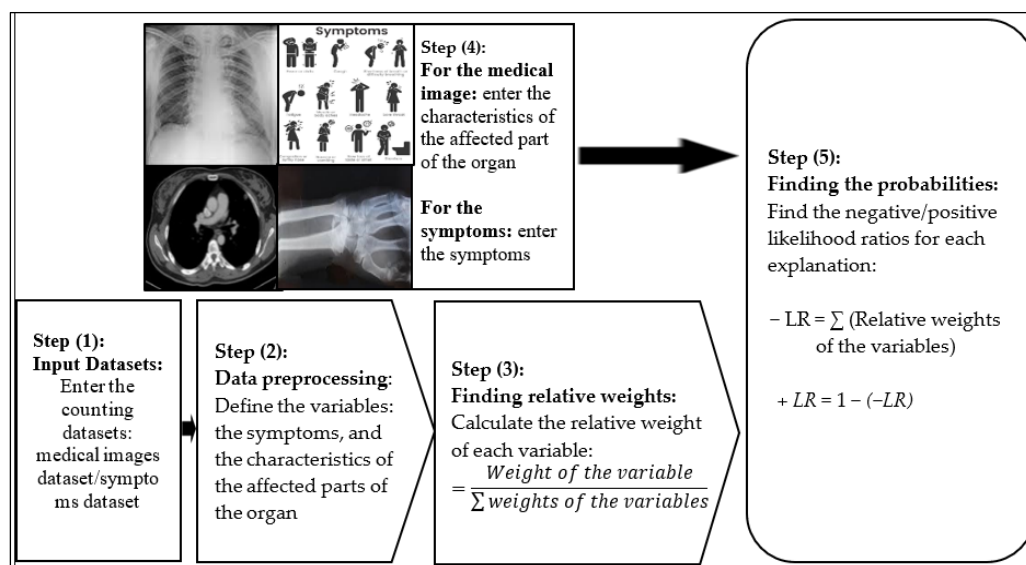 Symptoms
Fatigue
Headache
Step (4):
For the medical
image: enter the
characteristics of
the affected part
of the organ
For the
symptoms: enter
the symptoms
Step (1):
Input Datasets:
Enter the
counting
datasets:
medical images
dataset/sympto
ms dataset
Step (2):
Data preprocessing:
Define the variables:
the symptoms, and
the characteristics of
the affected parts of
the organ
Step (3):
Finding relative weights:
Calculate the relative weight
of each variable:
= Weight of the variable
∑ weights of the variables
Step (5):
Finding the probabilities:
Find the negative/positive
likelihood ratios for each
explanation:
− LR = ∑ (Relative weights
of the variables)
+ LR = 1 − (−LR)